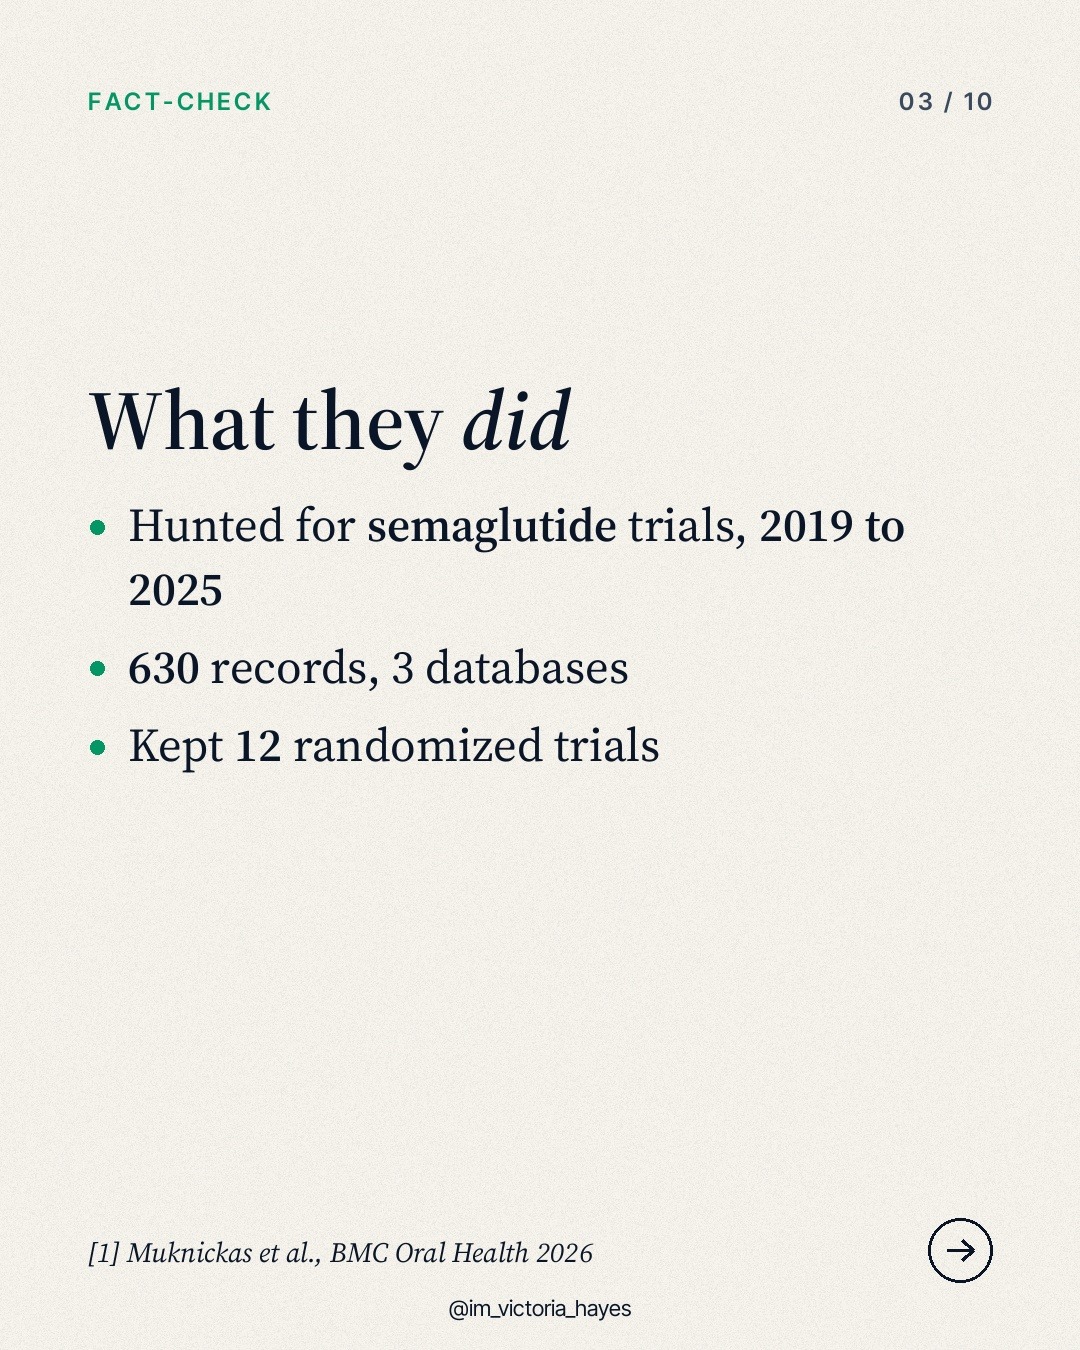 FACT-CHECK
03 / 10
What they did
Hunted for semaglutide trials, 2019 to
2025
630 records, 3 databases
Kept 12 randomized trials
[1] Muknickas et al., BMC Oral Health 2026
@im_victoria_hayes